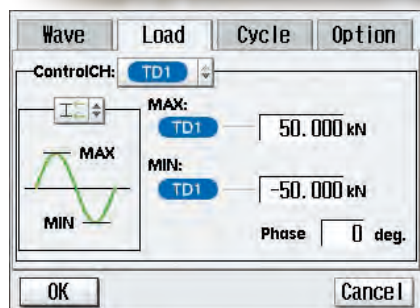 Wave Load Cycle Option
ControlCH: TD1
MAX:
TD1 50.000 kN
MAX
MIN:
TD1 -50.000 kN
MIN
Phase 0 deg.
OK Cancel